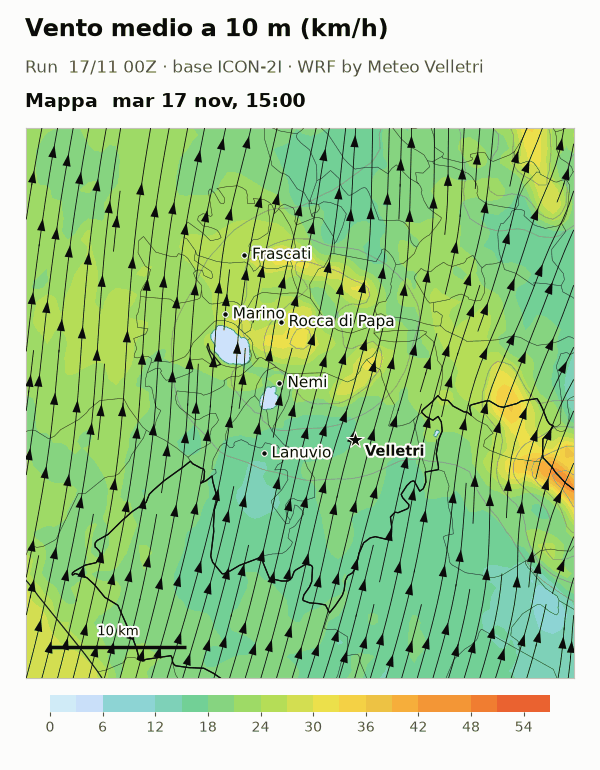 Vento medio a 10 m (km/h)
Run  17/11 00Z · base ICON-2I · WRF by Meteo Velletri
Mappa  mar 17 nov, 15:00
Frascati
Marino
Rocca di Papa
Nemi
Velletri
Lanuvio
10 km
0 6 12 18 24 30 36 42 48 54